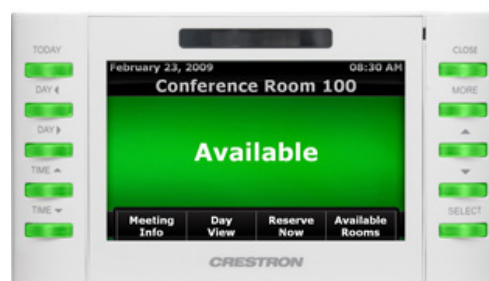 TODAY
DAY
DAY
TIME
TIME
February 23, 2009 08:30 AM
Conference Room 100
Available
Meeting Info
Day View
Reserve Now
Available Rooms
CLOSE
MORE
SELECT
CRESTRON